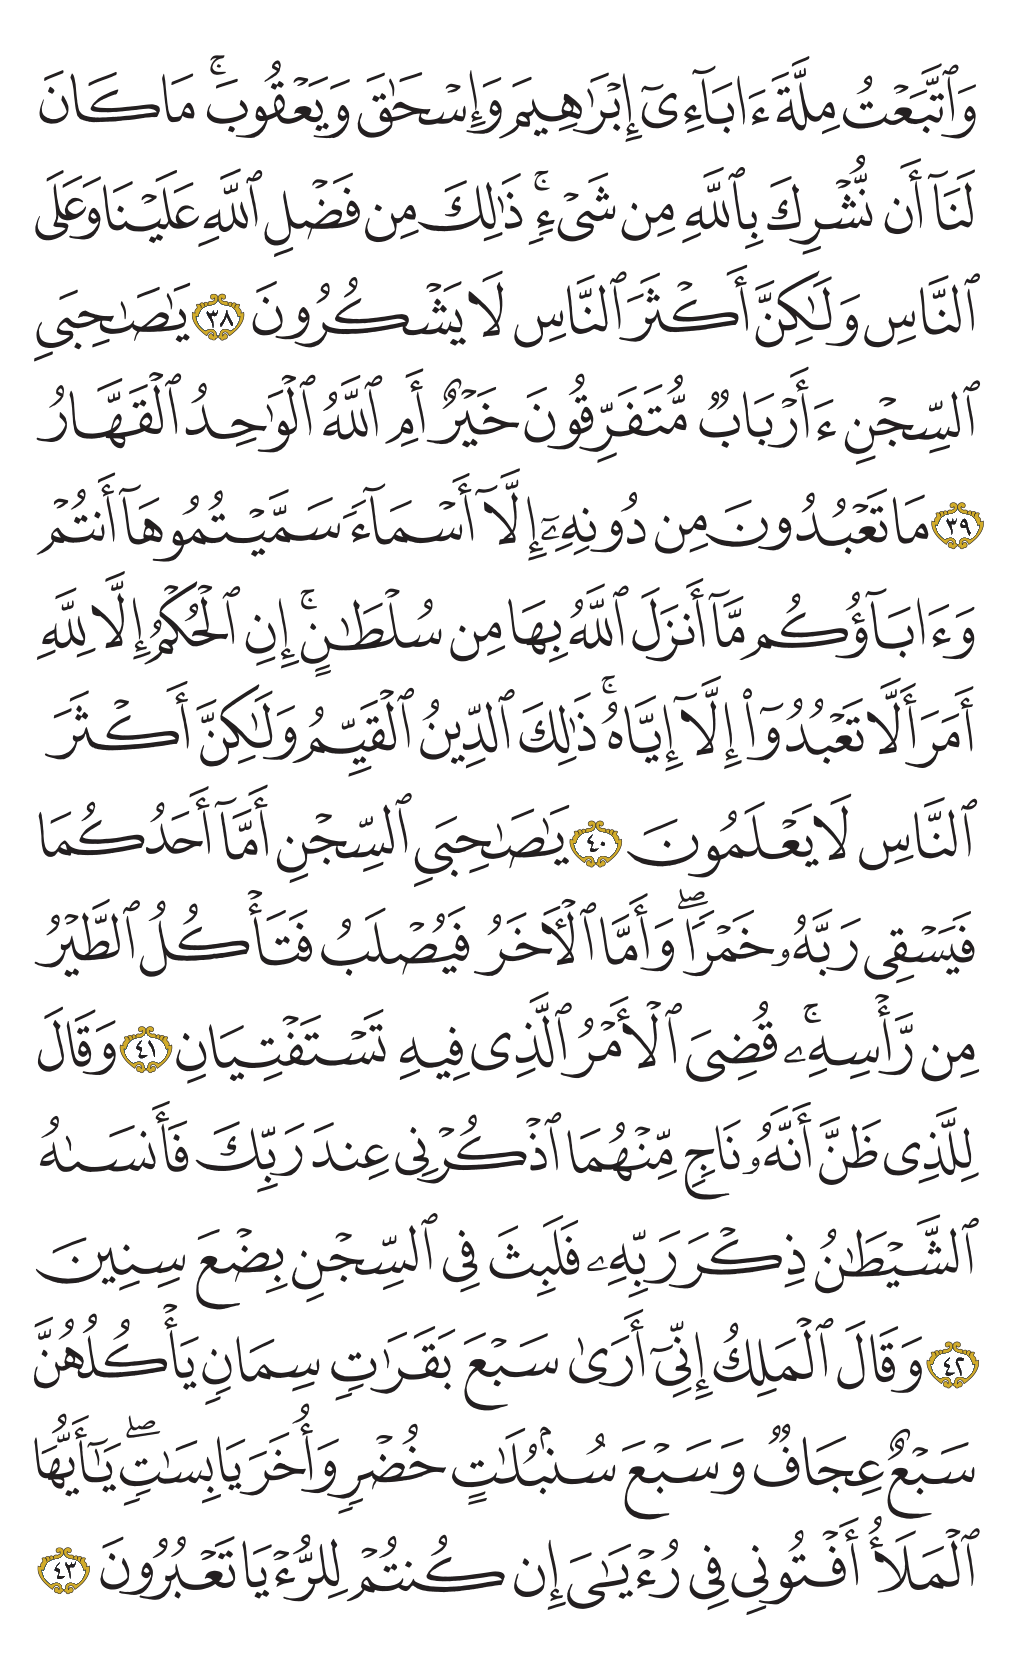 وَٱتَّبَعۡتُ مِلَّةَ ءَابَآءِيٓ إِبۡرَٰهِيمَ وَإِسۡحَٰقَ وَيَعۡقُوبَۚ مَا كَانَ
لَنَآ أَن نُّشۡرِكَ بِٱللَّهِ مِن شَيۡءٖۚ ذَٰلِكَ مِن فَضۡلِ ٱللَّهِ عَلَيۡنَا وَعَلَى
ٱلنَّاسِ وَلَٰكِنَّ أَكۡثَرَ ٱلنَّاسِ لَا يَشۡكُرُونَ ٣٨ يَٰصَٰحِبَيِ
ٱلسِّجۡنِ ءَأَرۡبَابٞ مُّتَفَرِّقُونَ خَيۡرٌ أَمِ ٱللَّهُ ٱلۡوَٰحِدُ ٱلۡقَهَّارُ
٣٩ مَا تَعۡبُدُونَ مِن دُونِهِۦٓ إِلَّآ أَسۡمَآءٗ سَمَّيۡتُمُوهَآ أَنتُمۡ
وَءَابَآؤُكُم مَّآ أَنزَلَ ٱللَّهُ بِهَا مِن سُلۡطَٰنٍۚ إِنِ ٱلۡحُكۡمُ إِلَّا لِلَّهِ
أَمَرَ أَلَّا تَعۡبُدُوٓاْ إِلَّآ إِيَّاهُۚ ذَٰلِكَ ٱلدِّينُ ٱلۡقَيِّمُ وَلَٰكِنَّ أَكۡثَرَ
ٱلنَّاسِ لَا يَعۡلَمُونَ ٤٠ يَٰصَٰحِبَيِ ٱلسِّجۡنِ أَمَّآ أَحَدُكُمَا
فَيَسۡقِي رَبَّهُۥ خَمۡرٗاۖ وَأَمَّا ٱلۡأٓخَرُ فَيُصۡلَبُ فَتَأۡكُلُ ٱلطَّيۡرُ
مِن رَّأۡسِهِۦۚ قُضِيَ ٱلۡأَمۡرُ ٱلَّذِي فِيهِ تَسۡتَفۡتِيَانِ ٤١ وَقَالَ
لِلَّذِي ظَنَّ أَنَّهُۥ نَاجٖ مِّنۡهُمَا ٱذۡكُرۡنِي عِندَ رَبِّكَ فَأَنسَىٰهُ
ٱلشَّيۡطَٰنُ ذِكۡرَ رَبِّهِۦ فَلَبِثَ فِي ٱلسِّجۡنِ بِضۡعَ سِنِينَ
٤٢ وَقَالَ ٱلۡمَلِكُ إِنِّيٓ أَرَىٰ سَبۡعَ بَقَرَٰتٖ سِمَانٖ يَأۡكُلُهُنَّ
سَبۡعٌ عِجَافٞ وَسَبۡعَ سُنۢبُلَٰتٍ خُضۡرٖ وَأُخَرَ يَابِسَٰتٖۖ يَٰٓأَيُّهَا
ٱلۡمَلَأُ أَفۡتُونِي فِي رُءۡيَٰيَ إِن كُنتُمۡ لِلرُّءۡيَا تَعۡبُرُونَ ٤٣